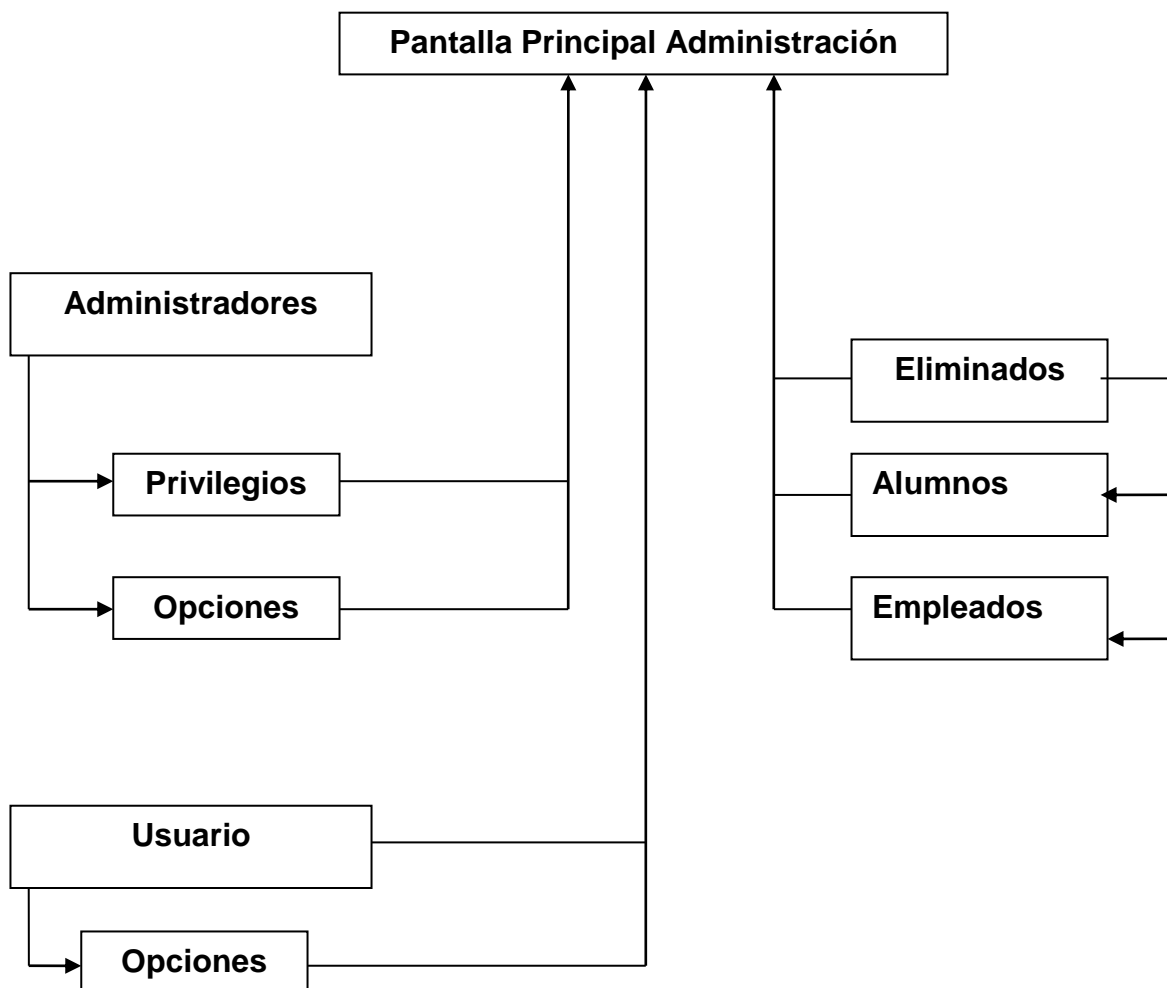 Pantalla Principal Administración
Administradores
Privilegios
Opciones
Eliminados
Alumnos
Empleados
Usuario
Opciones